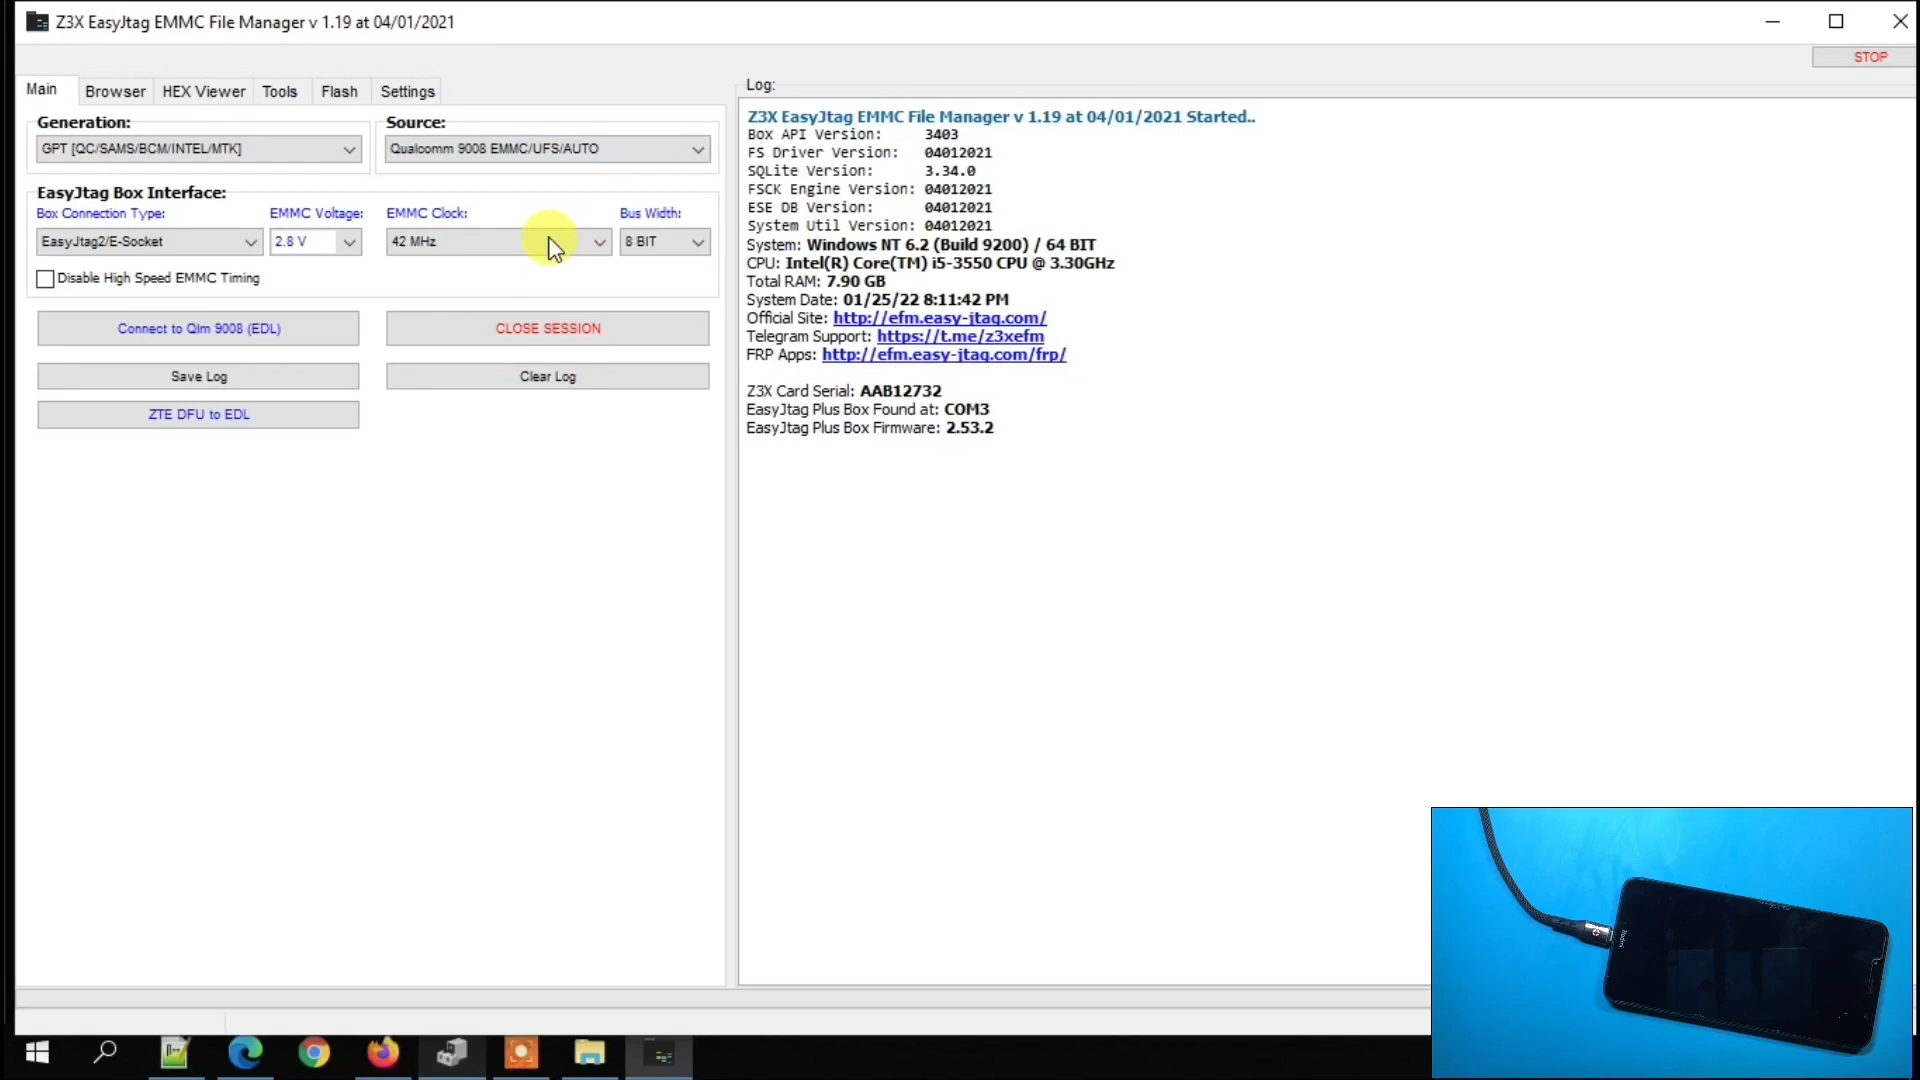 Z3X EasyJtag EMMC File Manager v 1.19 at 04/01/2021
STOP
Main
Browser
HEX Viewer
Tools
Flash
Settings
Generation:
GPT [QC/SAMS/BCM/INTEL/MTK]
Source:
Qualcomm 9008 EMMC/UFS/AUTO
EasyJtag Box Interface:
Box Connection Type:
EMMC Voltage:
EMMC Clock:
Bus Width:
EasyJtag2/E-Socket
2.8 V
42 MHz
8 BIT
Disable High Speed EMMC Timing
Connect to Qlm 9008 (EDL)
CLOSE SESSION
Save Log
Clear Log
ZTE DFU to EDL
Log:
Z3X EasyJtag EMMC File Manager v 1.19 at 04/01/2021 Started..
Box API Version: 3403
FS Driver Version: 04012021
SQLite Version: 3.34.0
FSCK Engine Version: 04012021
ESE DB Version: 04012021
System Util Version: 04012021
System: Windows NT 6.2 (Build 9200) / 64 BIT
CPU: Intel(R) Core(TM) i5-3550 CPU @ 3.30GHz
Total RAM: 7.90 GB
System Date: 01/25/22 8:11:42 PM
Official Site: http://efm.easy-jtag.com/
Telegram Support: https://t.me/z3xefm
FRP Apps: http://efm.easy-jtag.com/frp/
Z3X Card Serial: AAB12732
EasyJtag Plus Box Found at: COM3
EasyJtag Plus Box Firmware: 2.53.2
Redmi